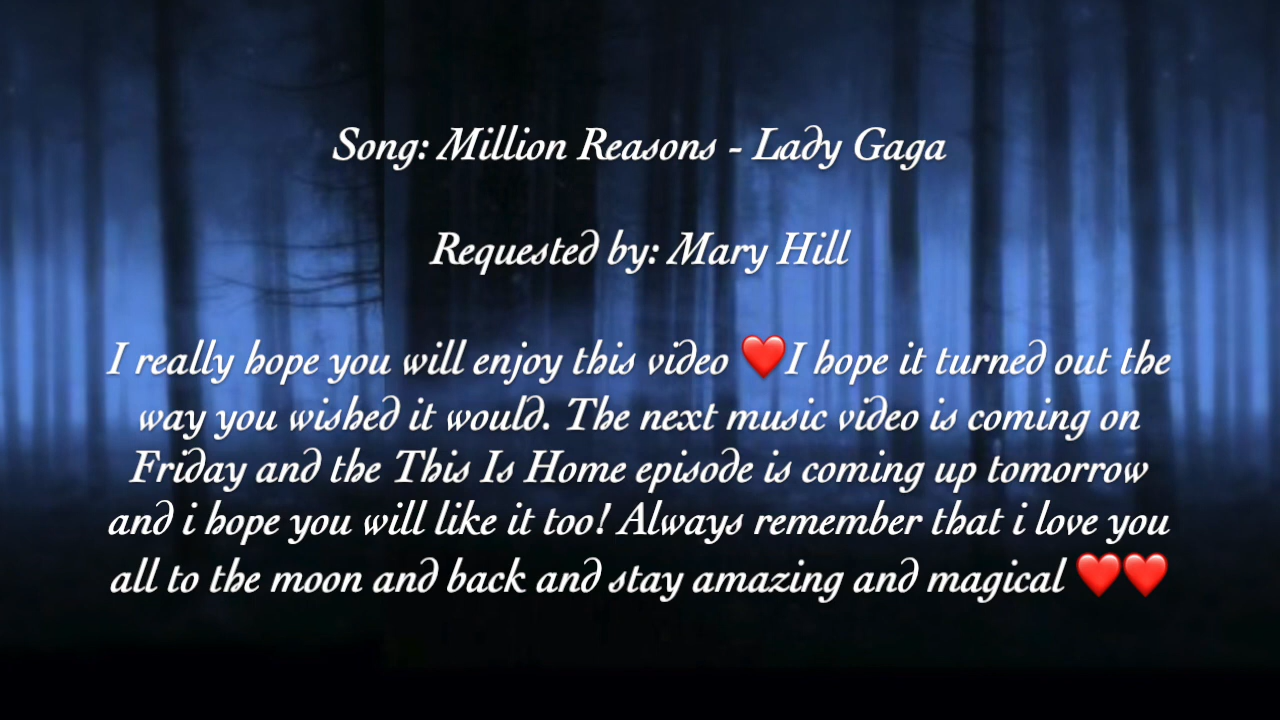 Song: Million Reasons - Lady Gaga
Requested by: Mary Hill
I really hope you will enjoy this video ❤️I hope it turned out the
way you wished it would. The next music video is coming on
Friday and the This Is Home episode is coming up tomorrow
and i hope you will like it too! Always remember that i love you
all to the moon and back and stay amazing and magical ❤️❤️